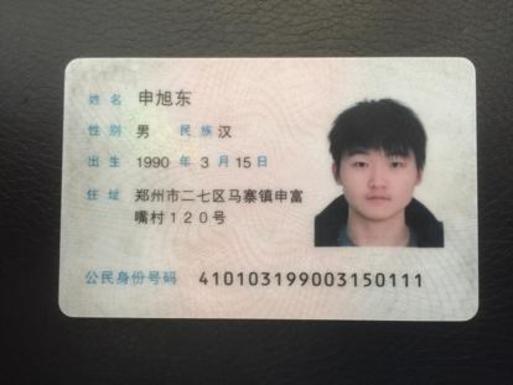 姓名 申旭东
性别 男 民族 汉
出生 1990 年 3 月 15 日
住址 郑州市二七区马寨镇申富
嘴村120号
公民身份号码 410103199003150111